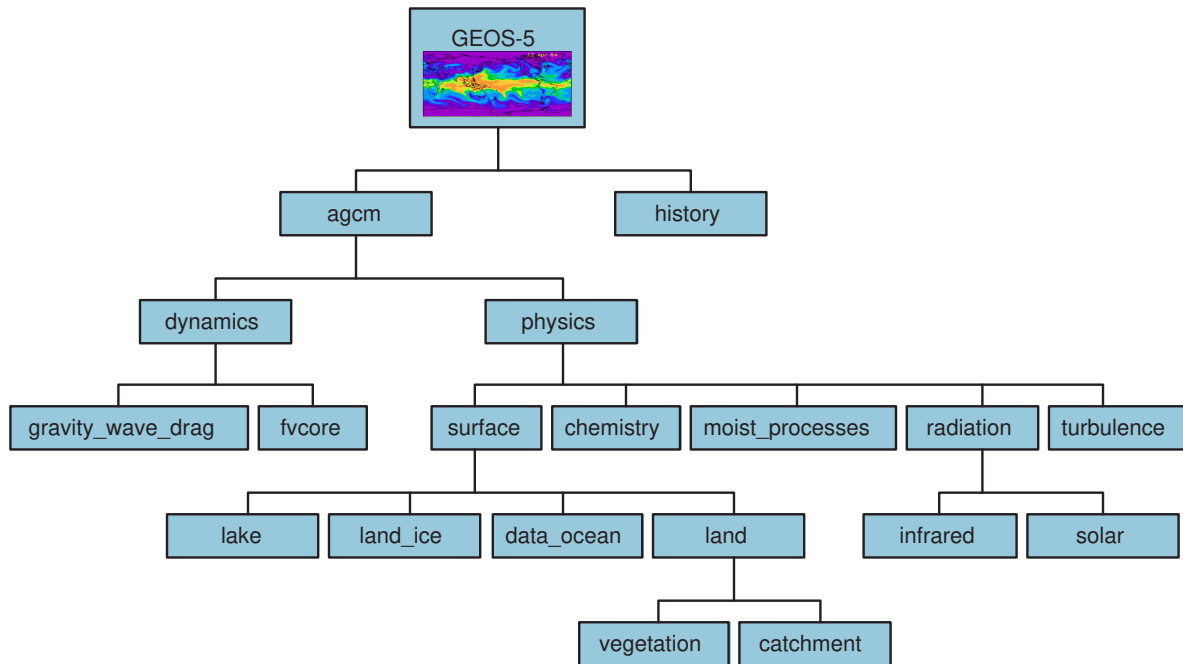 GEOS-5
agcm
history
dynamics
physics
gravity_wave_drag
fvcore
surface
chemistry
moist_processes
radiation
turbulence
lake
land_ice
data_ocean
land
infrared
solar
vegetation
catchment